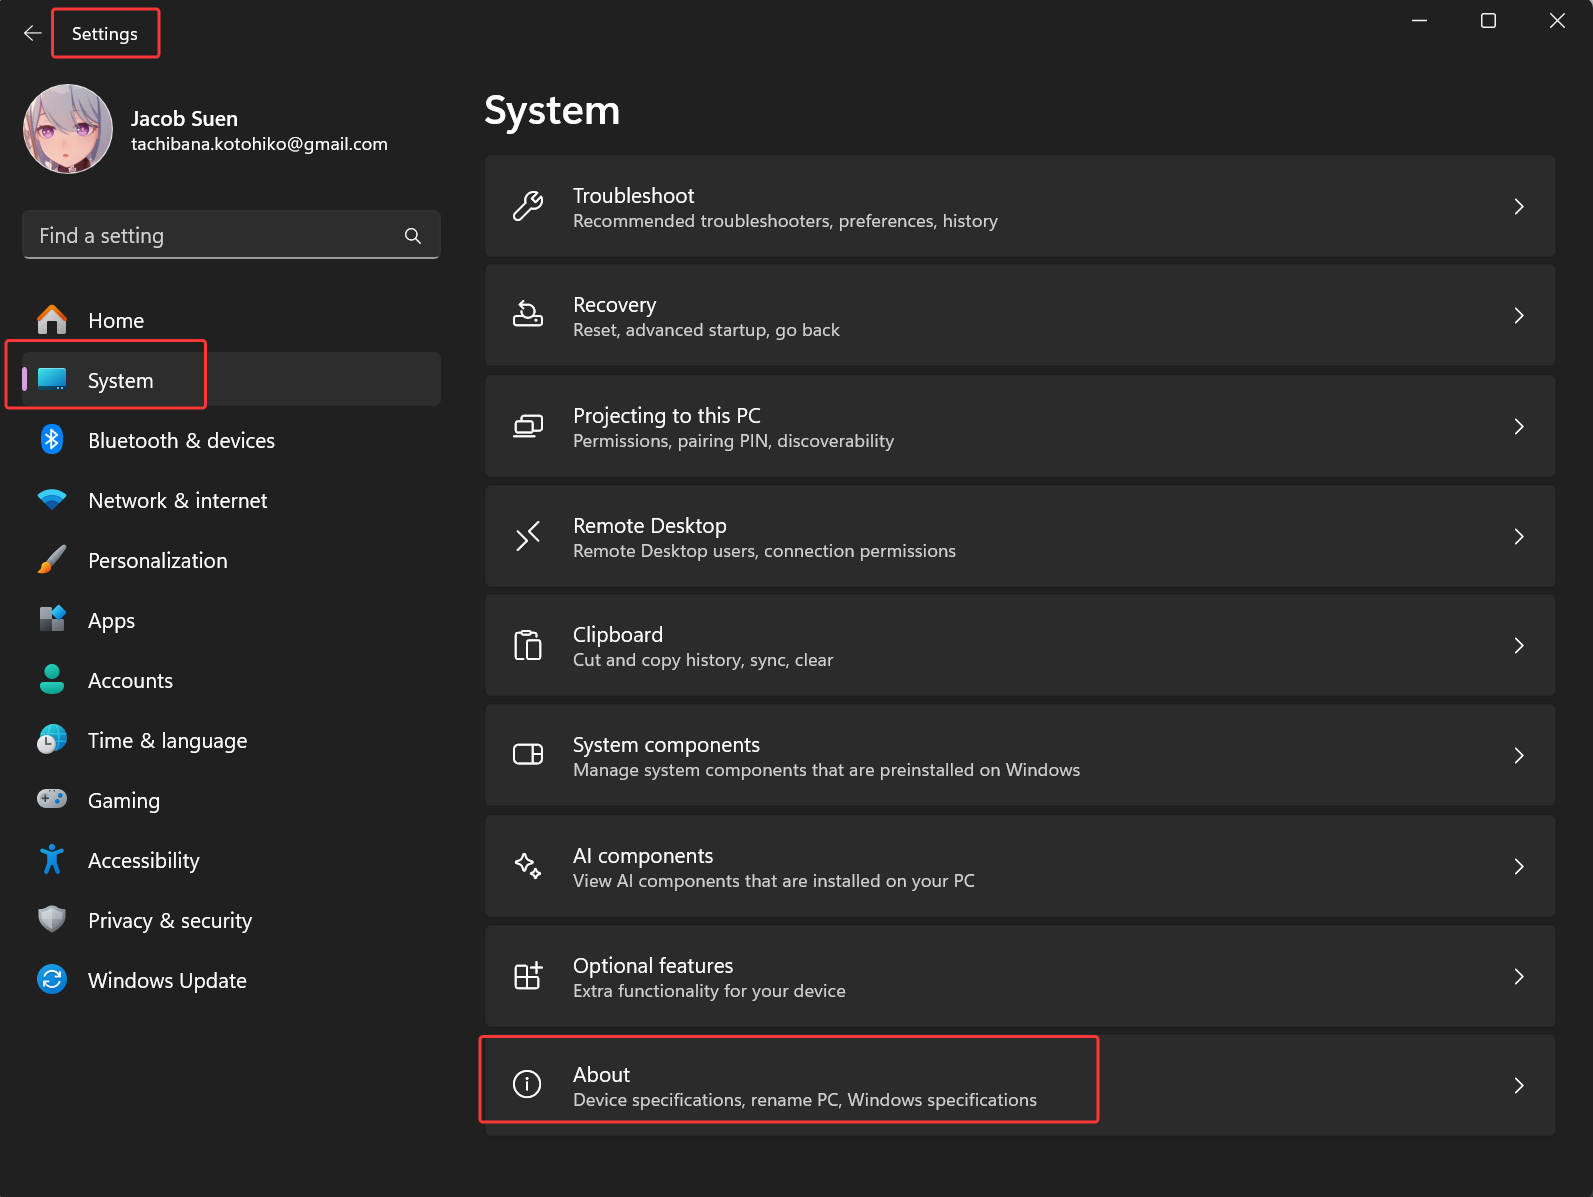 Settings
Jacob Suen
tachibana.kotohiko@gmail.com
Find a setting
Home
System
Bluetooth & devices
Network & internet
Personalization
Apps
Accounts
Time & language
Gaming
Accessibility
Privacy & security
Windows Update
System
Troubleshoot
Recommended troubleshooters, preferences, history
Recovery
Reset, advanced startup, go back
Projecting to this PC
Permissions, pairing PIN, discoverability
Remote Desktop
Remote Desktop users, connection permissions
Clipboard
Cut and copy history, sync, clear
System components
Manage system components that are preinstalled on Windows
AI components
View AI components that are installed on your PC
Optional features
Extra functionality for your device
About
Device specifications, rename PC, Windows specifications